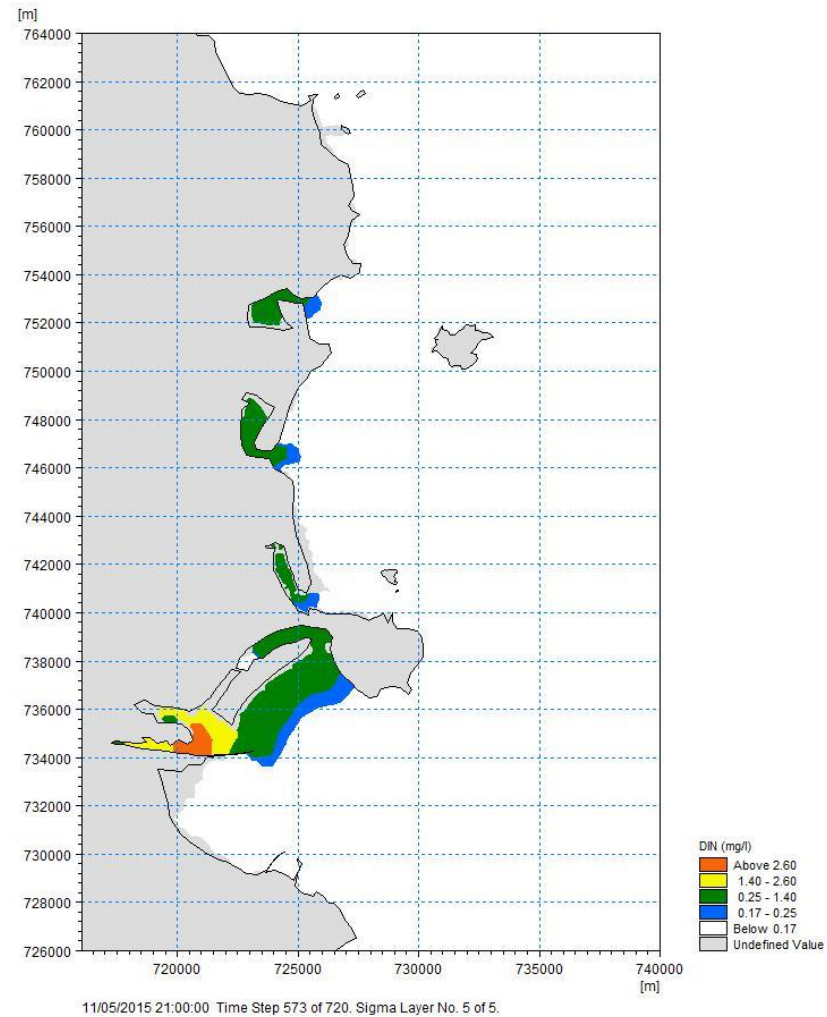 [m]
764000
762000
760000
758000
756000
754000
752000
750000
748000
746000
744000
742000
740000
738000
736000
734000
732000
730000
728000
726000
720000 725000 730000 735000 740000
[m]
DIN (mg/l)
Above 2.60
1.40 - 2.60
0.25 - 1.40
0.17 - 0.25
Below 0.17
Undefined Value
11/05/2015 21:00:00 Time Step 573 of 720. Sigma Layer No. 5 of 5.